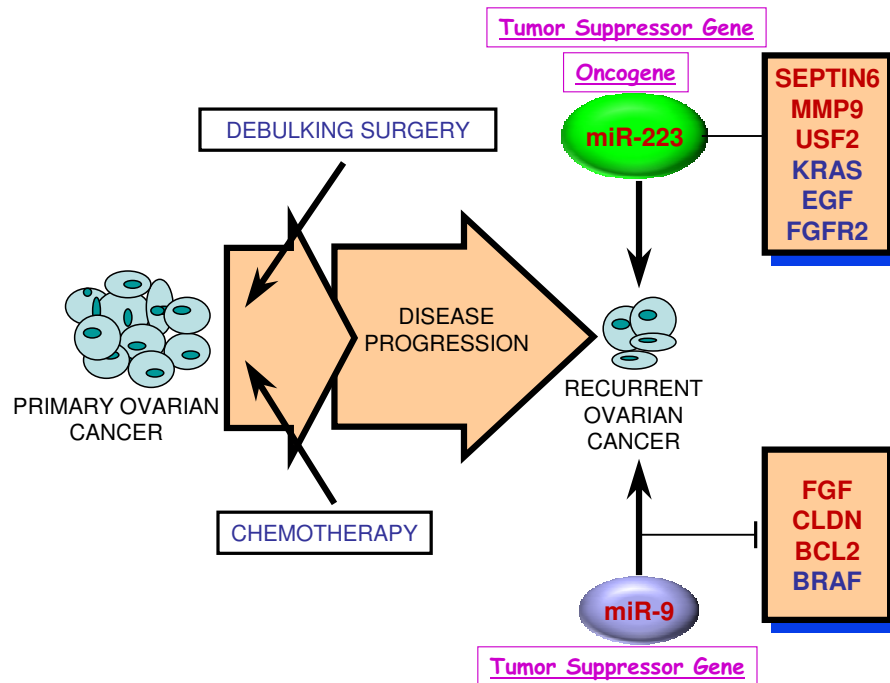 Tumor Suppressor Gene
Oncogene
miR-223
SEPTIN6
MMP9
USF2
KRAS
EGF
FGFR2
DEBULKING SURGERY
PRIMARY OVARIAN
CANCER
DISEASE
PROGRESSION
RECURRENT
OVARIAN
CANCER
CHEMOTHERAPY
FGF
CLDN
BCL2
BRAF
miR-9
Tumor Suppressor Gene